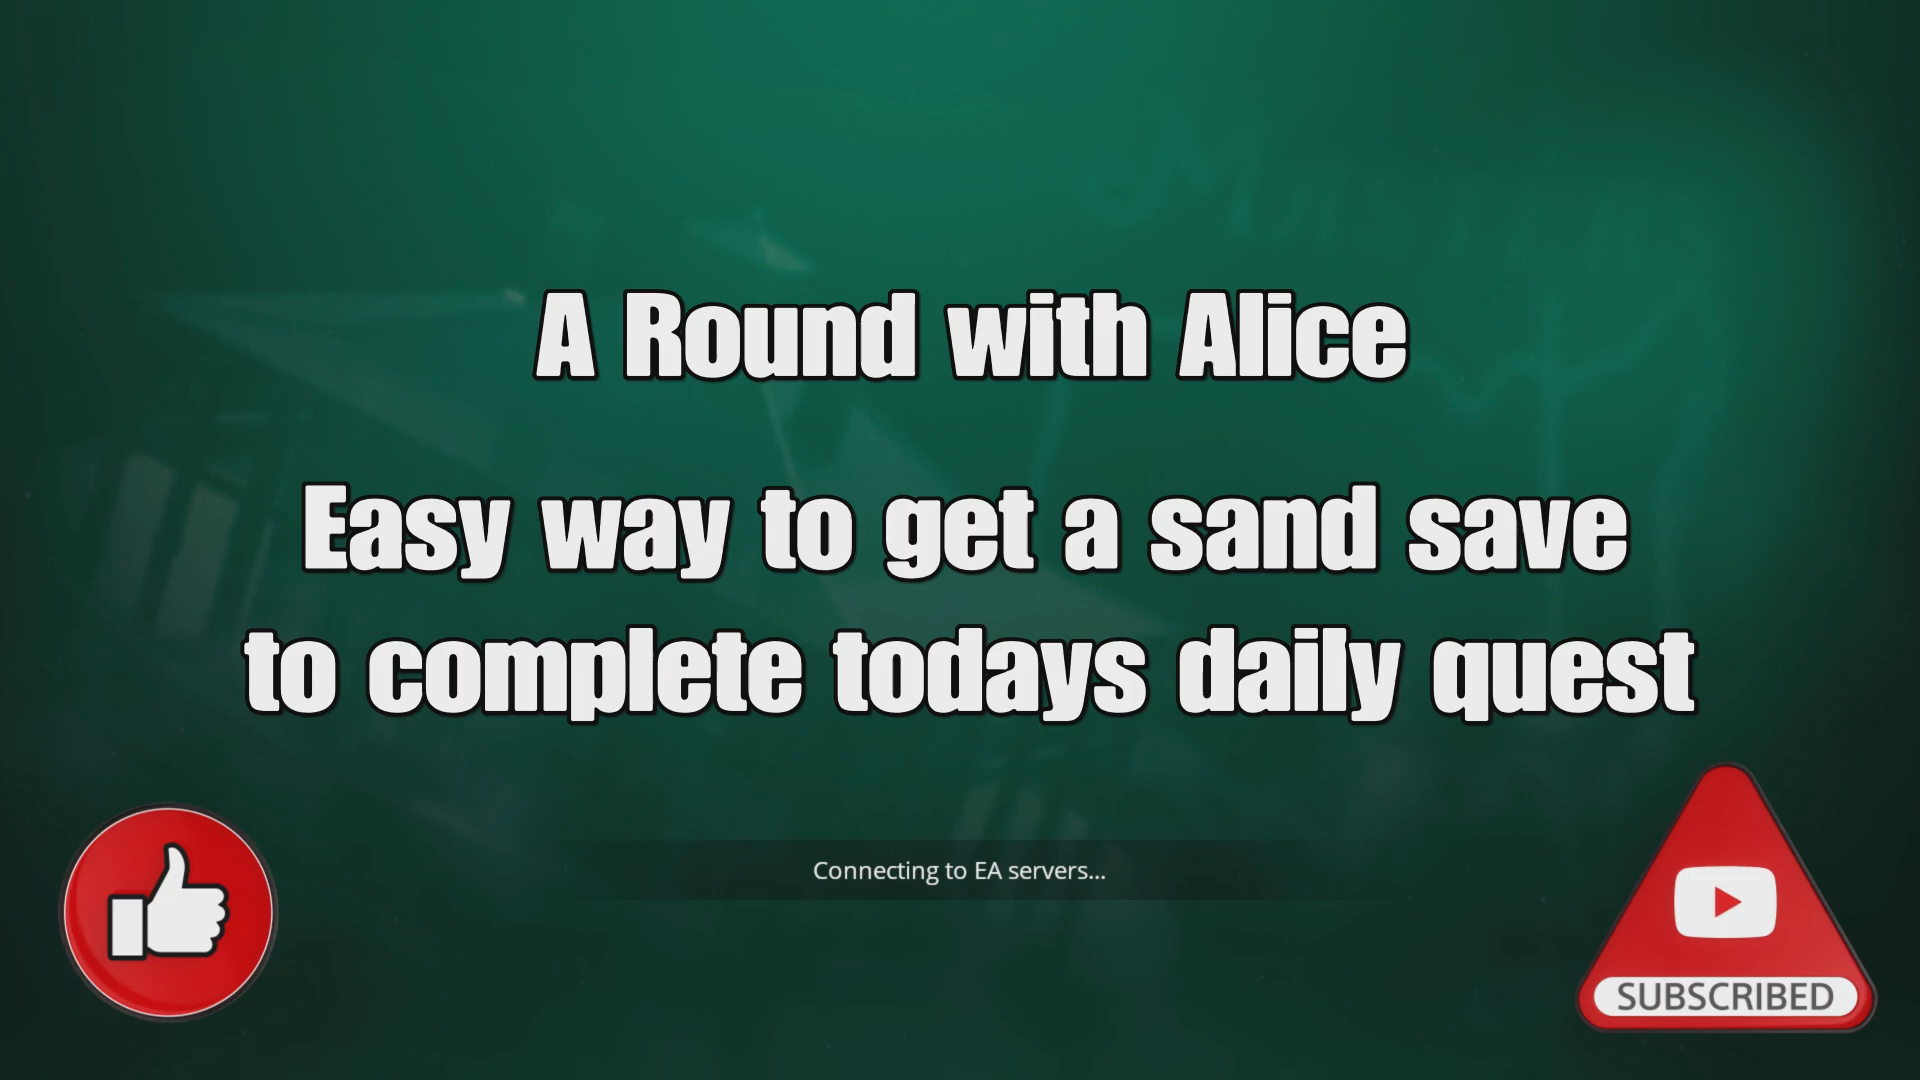 A Round with Alice
Easy way to get a sand save
to complete todays daily quest
Connecting to EA servers...
SUBSCRIBED